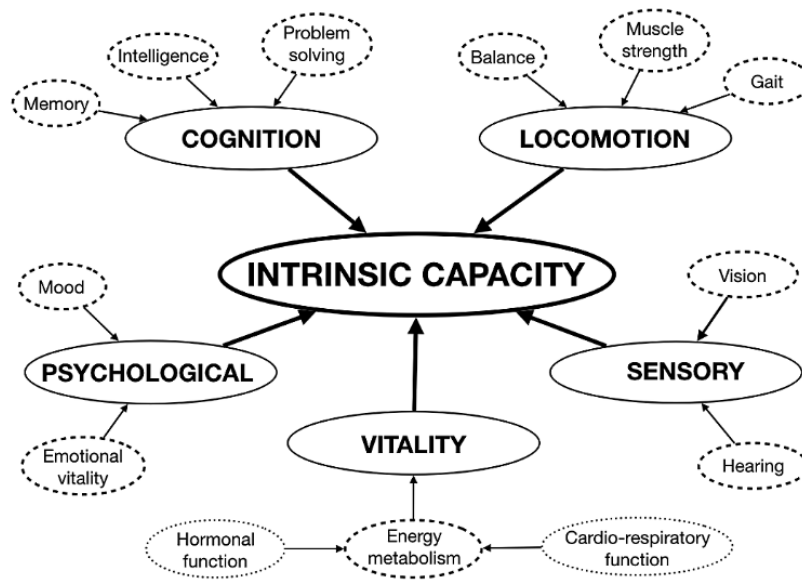 Problem
solving
Intelligence
Memory
COGNITION
Muscle
strength
Balance
Gait
LOCOMOTION
INTRINSIC CAPACITY
Mood
PSYCHOLOGICAL
Emotional
vitality
Vision
SENSORY
Hearing
VITALITY
Hormonal
function
Energy
metabolism
Cardio-respiratory
function